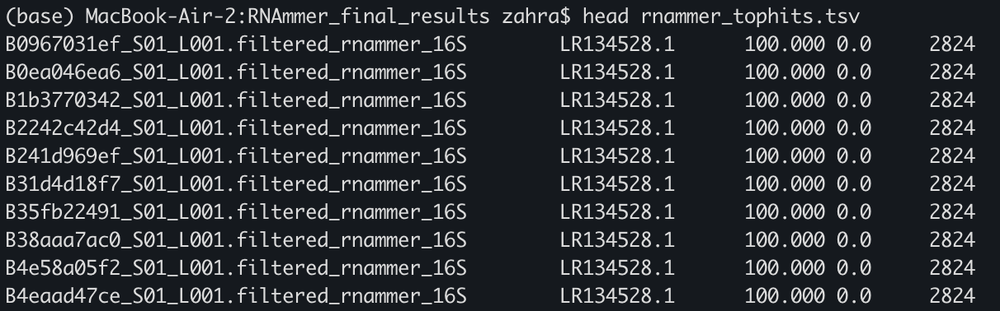 (base) MacBook-Air-2:RNAmmer_final_results zahra$ head rnammer_tophits.tsv
B0967031ef_S01_L001.filtered_rnammer_16S LR134528.1 100.000 0.0 2824
B0ea046ea6_S01_L001.filtered_rnammer_16S LR134528.1 100.000 0.0 2824
B1b3770342_S01_L001.filtered_rnammer_16S LR134528.1 100.000 0.0 2824
B2242c42d4_S01_L001.filtered_rnammer_16S LR134528.1 100.000 0.0 2824
B241d969ef_S01_L001.filtered_rnammer_16S LR134528.1 100.000 0.0 2824
B31d4d18f7_S01_L001.filtered_rnammer_16S LR134528.1 100.000 0.0 2824
B35fb22491_S01_L001.filtered_rnammer_16S LR134528.1 100.000 0.0 2824
B38aaa7ac0_S01_L001.filtered_rnammer_16S LR134528.1 100.000 0.0 2824
B4e58a05f2_S01_L001.filtered_rnammer_16S LR134528.1 100.000 0.0 2824
B4eaad47ce_S01_L001.filtered_rnammer_16S LR134528.1 100.000 0.0 2824